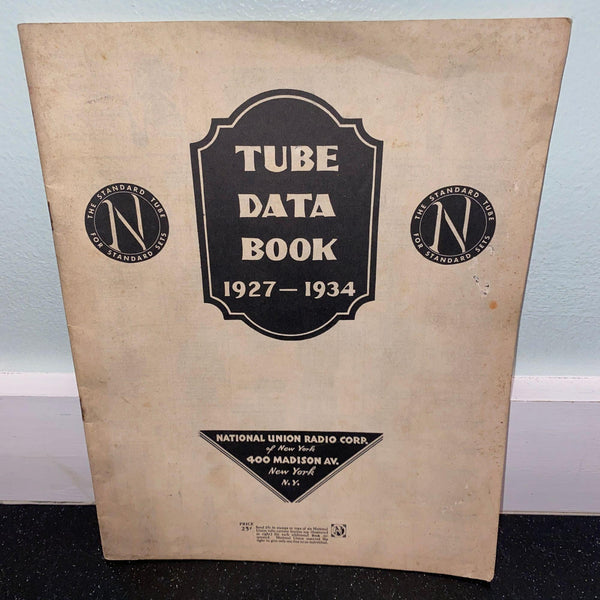 TUBE
DATA
BOOK
1927—1934
THE STANDARD TUBE
N
FOR STANDARD SETS
THE STANDARD TUBE
N
FOR STANDARD SETS
NATIONAL UNION RADIO CORP.
of New York
400 MADISON AV.
New York
N.Y.
PRICE
25¢